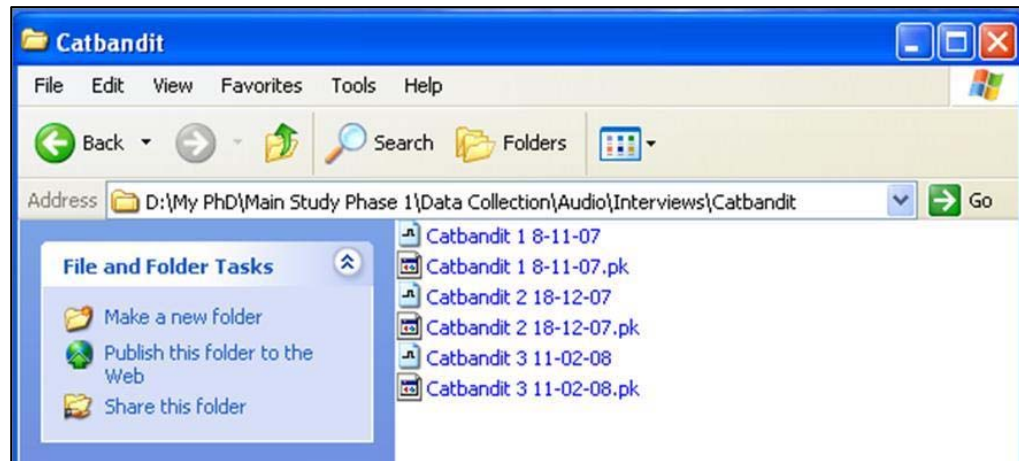 Catbandit
File Edit View Favorites Tools Help
Back Search Folders
Address D:\My PhD\Main Study Phase 1\Data Collection\Audio\Interviews\Catbandit Go
File and Folder Tasks
Make a new folder
Publish this folder to the
Web
Share this folder
Catbandit 1 8-11-07
Catbandit 1 8-11-07.pk
Catbandit 2 18-12-07
Catbandit 2 18-12-07.pk
Catbandit 3 11-02-08
Catbandit 3 11-02-08.pk